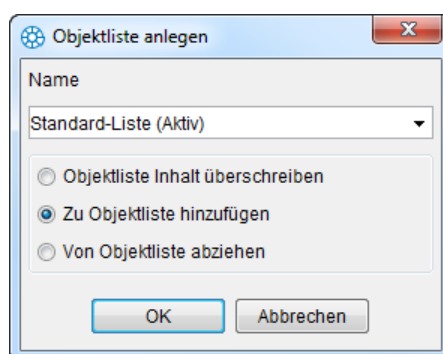 Objektliste anlegen
Name
Standard-Liste (Aktiv)
Objektliste Inhalt überschreiben
Zu Objektliste hinzufügen
Von Objektliste abziehen
OK Abbrechen